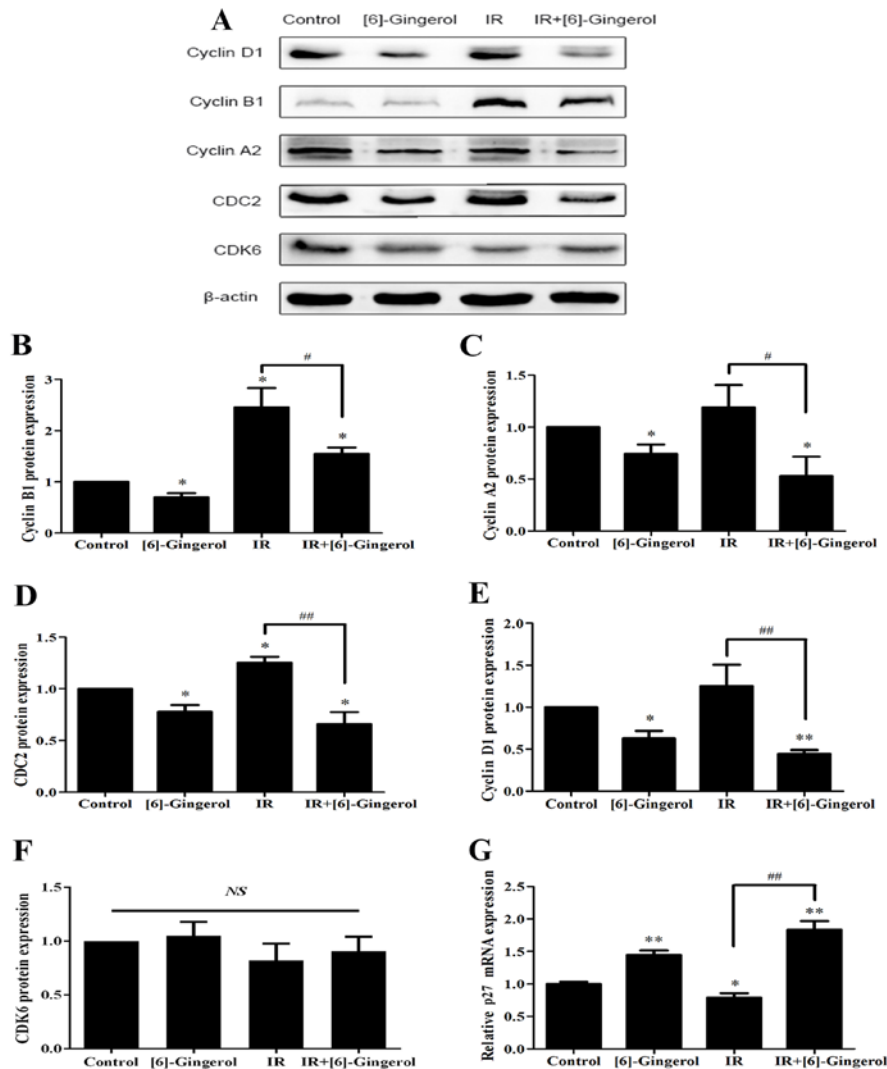 A
Control [6]-Gingerol IR IR+[6]-Gingerol
Cyclin D1
Cyclin B1
Cyclin A2
CDC2
CDK6
β-actin
B
Cyclin B1 protein expression
3
2
1
0
*
*
*
#
Control [6]-Gingerol IR IR+[6]-Gingerol
C
Cyclin A2 protein expression
1.5
1.0
0.5
0.0
*
*
#
Control [6]-Gingerol IR IR+[6]-Gingerol
D
CDC2 protein expression
1.5
1.0
0.5
0.0
*
*
*
##
Control [6]-Gingerol IR IR+[6]-Gingerol
E
Cyclin D1 protein expression
2.0
1.5
1.0
0.5
0.0
*
**
##
Control [6]-Gingerol IR IR+[6]-Gingerol
F
CDK6 protein expression
1.5
1.0
0.5
0.0
NS
Control [6]-Gingerol IR IR+[6]-Gingerol
G
Relative p27 mRNA expression
2.5
2.0
1.5
1.0
0.5
0.0
**
*
**
##
Control [6]-Gingerol IR IR+[6]-Gingerol